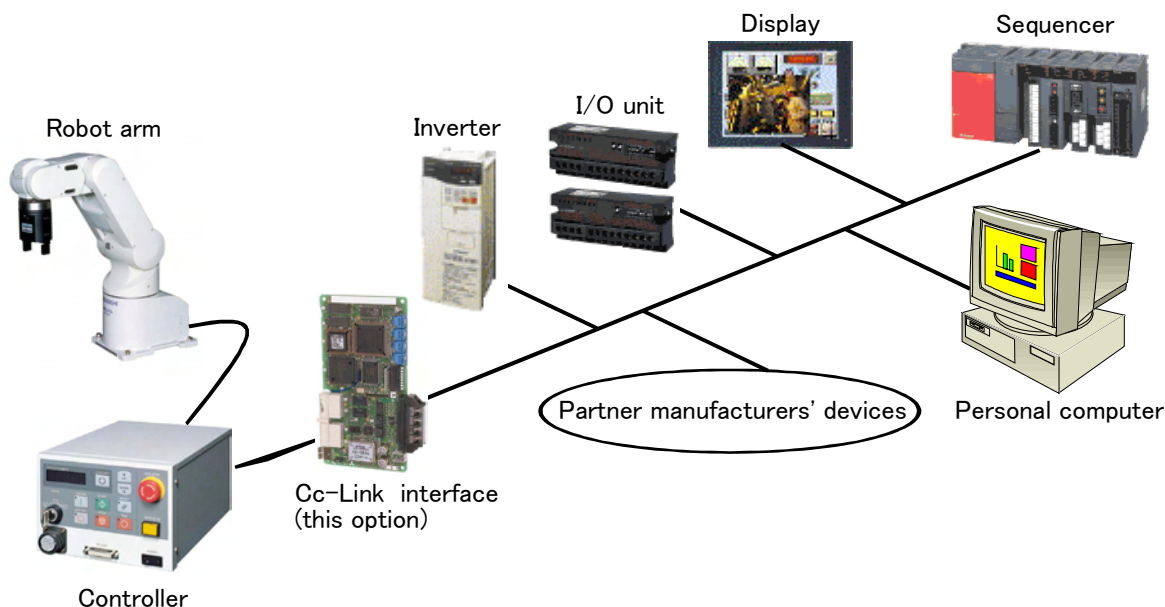 Display
Sequencer
I/O unit
Inverter
Robot arm
Partner manufacturers' devices
Personal computer
Cc-Link interface
(this option)
Controller